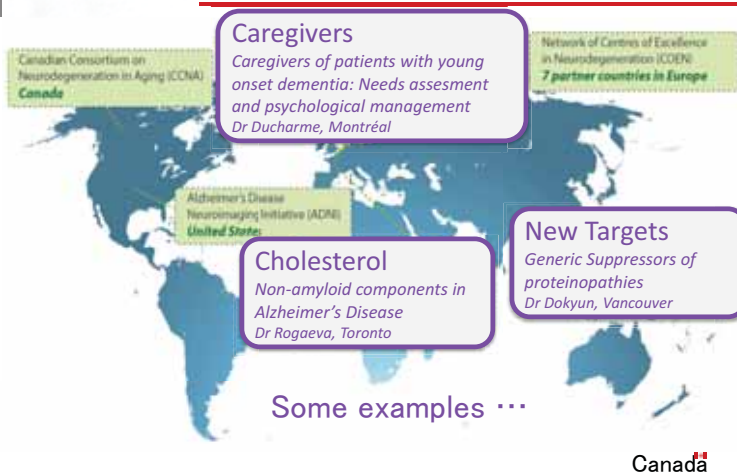 Caregivers
Caregivers of patients with young
onset dementia: Needs assesment
and psychological management
Dr Ducharme, Montréal
Canadian Consortium on
Neurodegeneration in Aging (CCNA)
Canada
Network of Centres of Excellence
in Neurodegeneration (COEN)
7 partner countries in Europe
Alzheimer's Disease
Neuroimaging Initiative (ADNI)
United States
Cholesterol
Non-amyloid components in
Alzheimer's Disease
Dr Rogaeva, Toronto
New Targets
Generic Suppressors of
proteinopathies
Dr Dokyun, Vancouver
Some examples ⋯
Canada